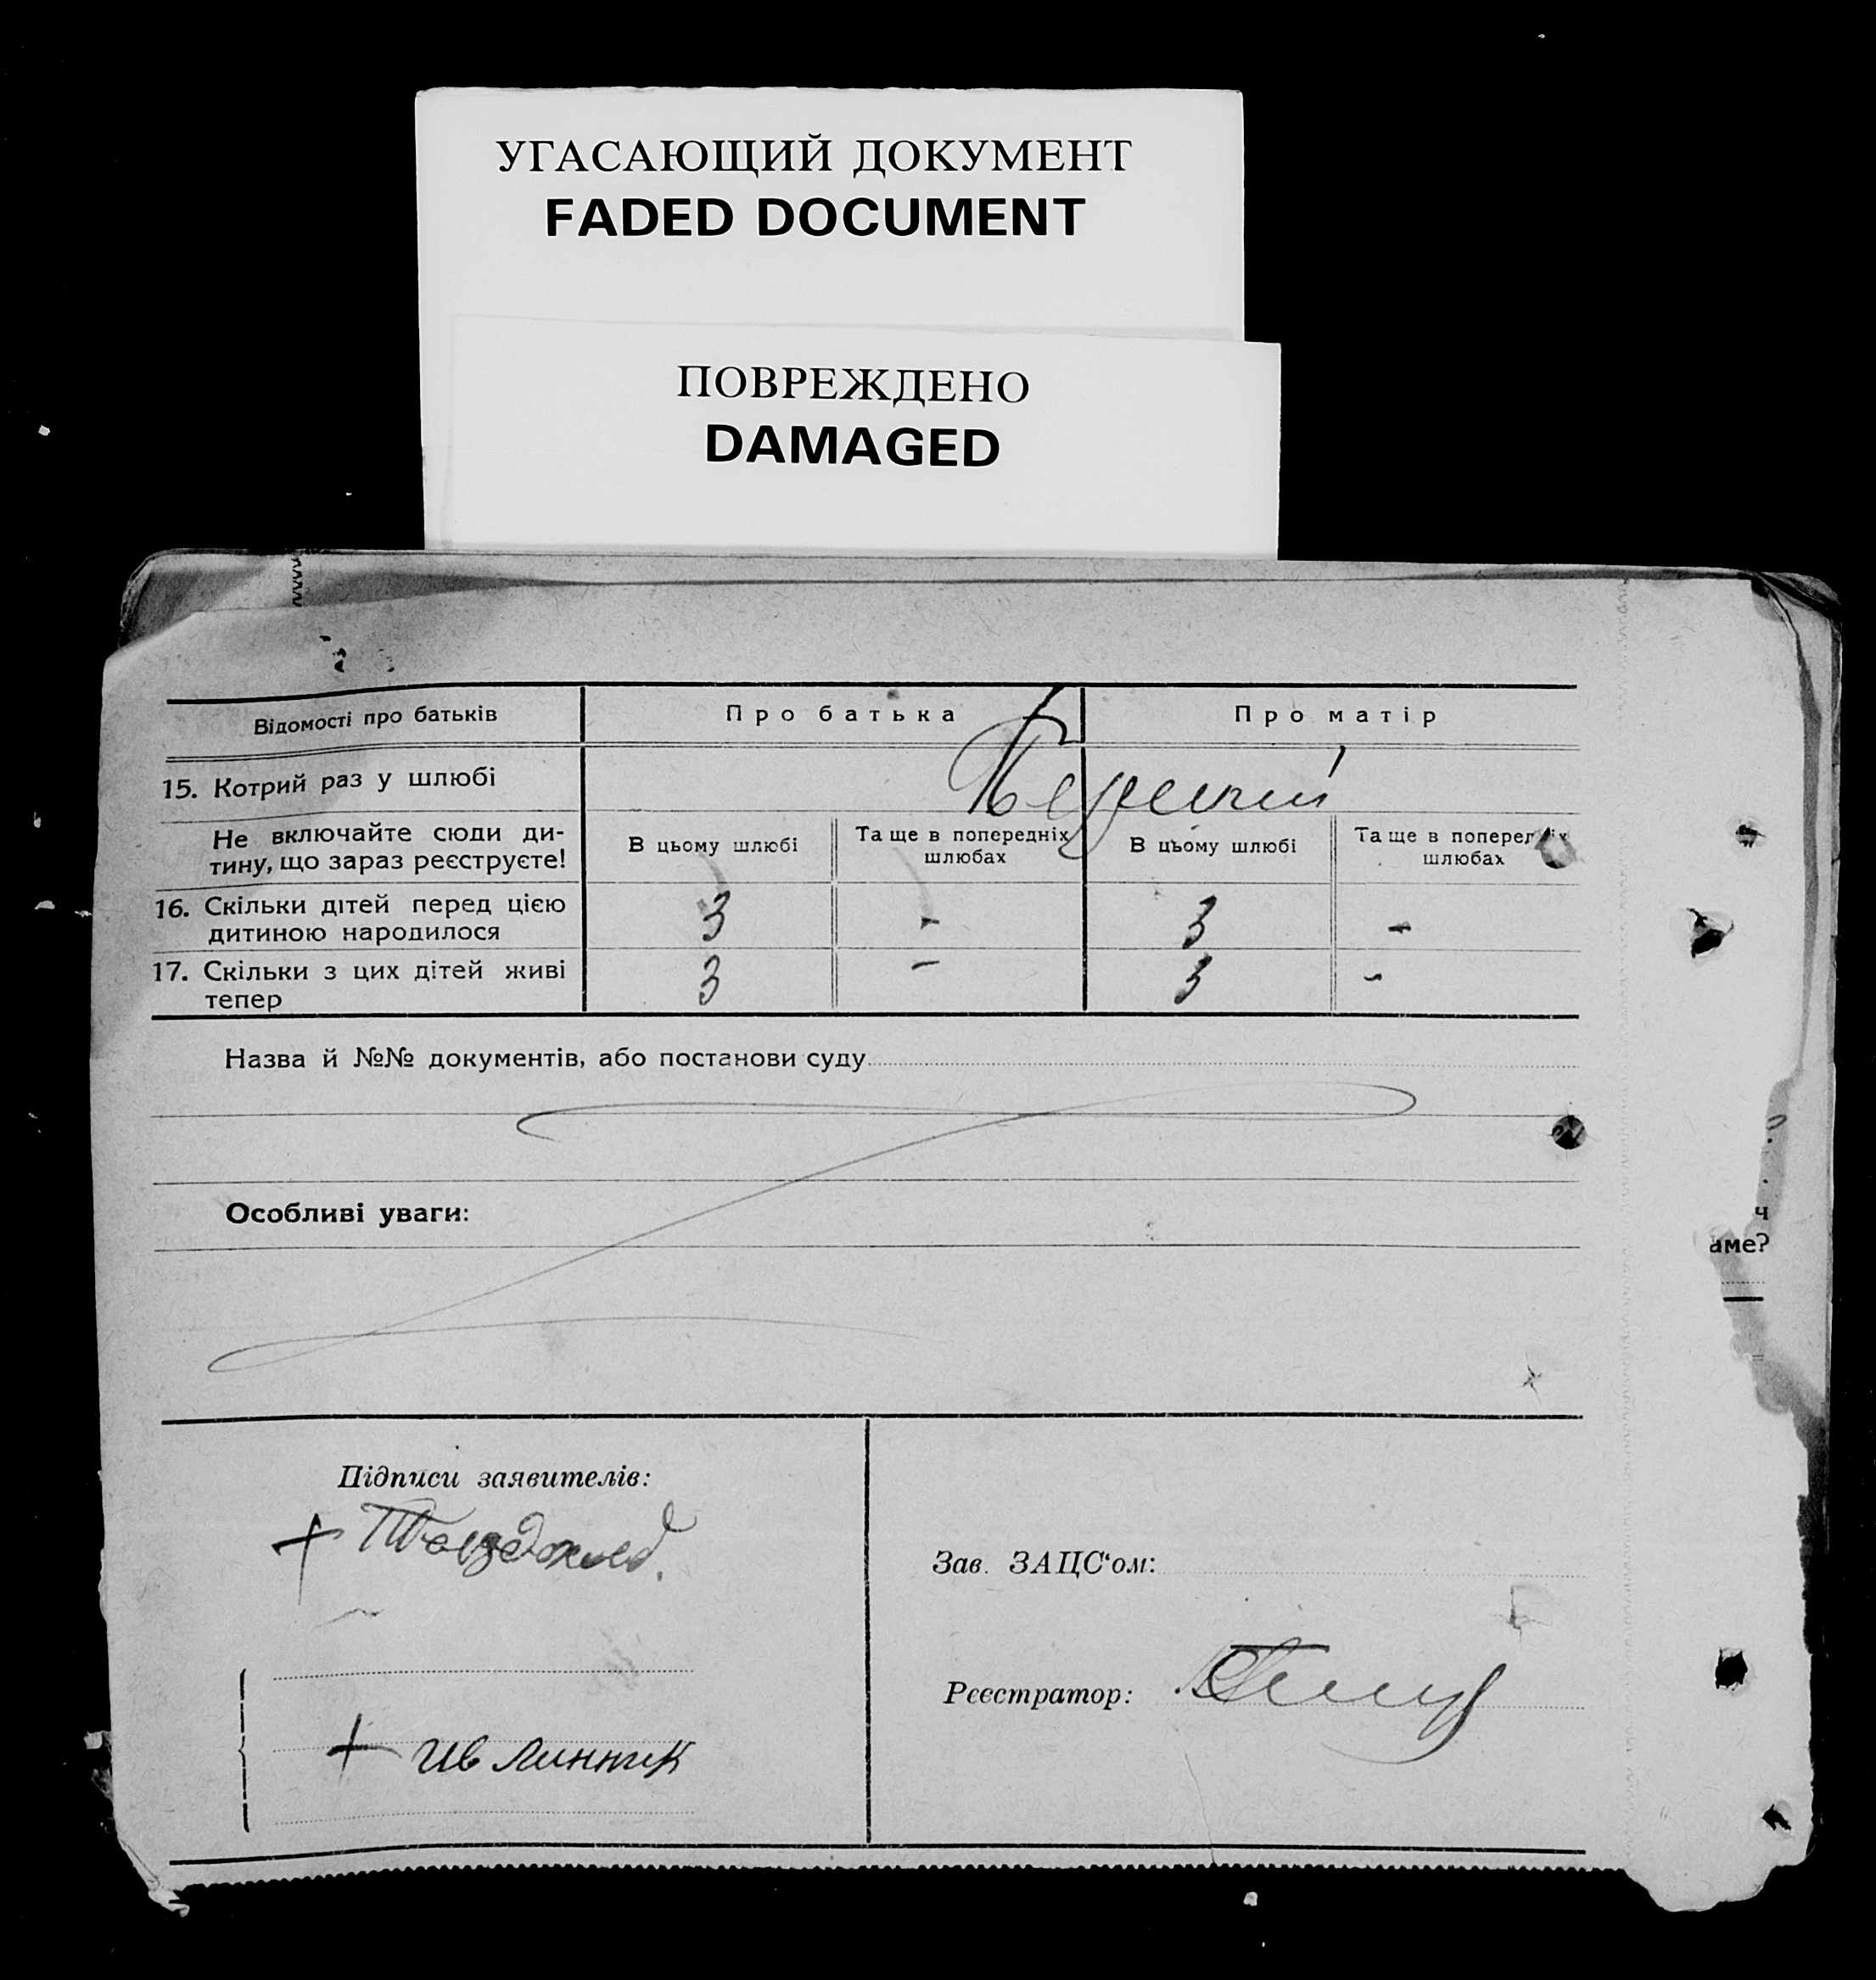 УГАСАЮЩИЙ ДОКУМЕНТ
FADED DOCUMENT
ПОВРЕЖДЕНО
DAMAGED
Відомості про батьків
Про батька
Про матір
15. Котрий раз у шлюбі
Не включайте сюди ди-
тину, що зараз реєструєте!
В цьому шлюбі
Та ще в попередніх
шлюбах
В цьому шлюбі
Та ще в попередніх
шлюбах
16. Скільки дітей перед цією
дитиною народилося
3 - 3 -
17. Скільки з цих дітей живі
тепер
3 - 3 -
Назва й №№ документів, або постанови суду
Особливі уваги:
ч
аме?
Підписи заявителів:
+
Зав. ЗАЦС‘ом:
Реєстратор:
+ ив линник